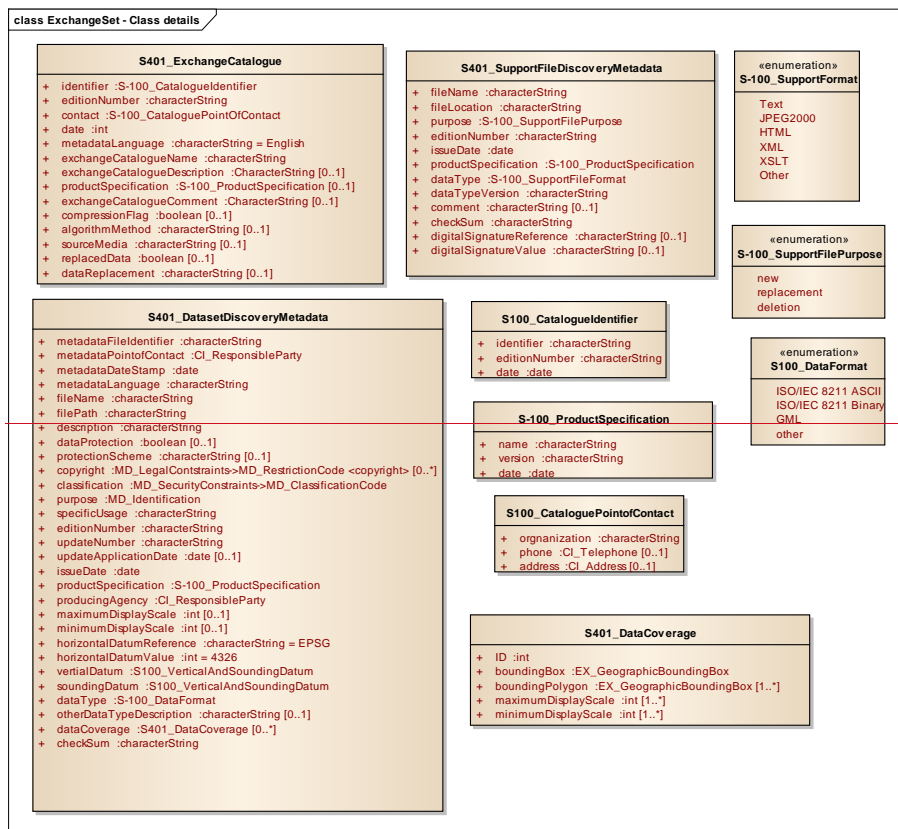 class ExchangeSet - Class details
S401_ExchangeCatalogue
+ identifier :S-100_CatalogueIdentifier
+ editionNumber :characterString
+ contact :S-100_CataloguePointOfContact
+ date :int
+ metadataLanguage :characterString = English
+ exchangeCatalogueName :characterString
+ exchangeCatalogueDescription :CharacterString [0..1]
+ productSpecification :S-100_ProductSpecification [0..1]
+ exchangeCatalogueComment :CharacterString [0..1]
+ compressionFlag :boolean [0..1]
+ algorithmMethod :characterString [0..1]
+ sourceMedia :characterString [0..1]
+ replacedData :boolean [0..1]
+ dataReplacement :characterString [0..1]
S401_SupportFileDiscoveryMetadata
+ fileName :characterString
+ fileLocation :characterString
+ purpose :S-100_SupportFilePurpose
+ editionNumber :characterString
+ issueDate :date
+ productSpecification :S-100_ProductSpecification
+ dataType :S-100_SupportFileFormat
+ dataTypeVersion :characterString
+ comment :characterString [0..1]
+ checkSum :characterString
+ digitalSignatureReference :characterString [0..1]
+ digitalSignatureValue :characterString [0..1]
«enumeration»
S-100_SupportFormat
Text
JPEG2000
HTML
XML
XSLT
Other
«enumeration»
S-100_SupportFilePurpose
new
replacement
deletion
S401_DatasetDiscoveryMetadata
+ metadataFileIdentifier :characterString
+ metadataPointofContact :CI_ResponsibleParty
+ metadataDateStamp :date
+ metadataLanguage :characterString
+ fileName :characterString
+ filePath :characterString
+ description :characterString
+ dataProtection :boolean [0..1]
+ protectionScheme :characterString [0..1]
+ copyright :MD_LegalContstraints->MD_RestrictionCode <copyright> [0..*]
+ classification :MD_SecurityConstraints->MD_ClassificationCode
+ purpose :MD_Identification
+ specificUsage :characterString
+ editionNumber :characterString
+ updateNumber :characterString
+ updateApplicationDate :date [0..1]
+ issueDate :date
+ productSpecification :S-100_ProductSpecification
+ producingAgency :CI_ResponsibleParty
+ maximumDisplayScale :int [0..1]
+ minimumDisplayScale :int [0..1]
+ horizontalDatumReference :characterString = EPSG
+ horizontalDatumValue :int = 4326
+ vertialDatum :S100_VerticalAndSoundingDatum
+ soundingDatum :S100_VerticalAndSoundingDatum
+ dataType :S-100_DataFormat
+ otherDataTypeDescription :characterString [0..1]
+ dataCoverage :S401_DataCoverage [0..*]
+ checkSum :characterString
S100_CatalogueIdentifier
+ identifier :characterString
+ editionNumber :characterString
+ date :date
«enumeration»
S100_DataFormat
ISO/IEC 8211 ASCII
ISO/IEC 8211 Binary
GML
other
S-100_ProductSpecification
+ name :characterString
+ version :characterString
+ date :date
S100_CataloguePointofContact
+ orgnanization :characterString
+ phone :CI_Telephone [0..1]
+ address :CI_Address [0..1]
S401_DataCoverage
+ ID :int
+ boundingBox :EX_GeographicBoundingBox
+ boundingPolygon :EX_GeographicBoundingBox [1..*]
+ maximumDisplayScale :int [1..*]
+ minimumDisplayScale :int [1..*]